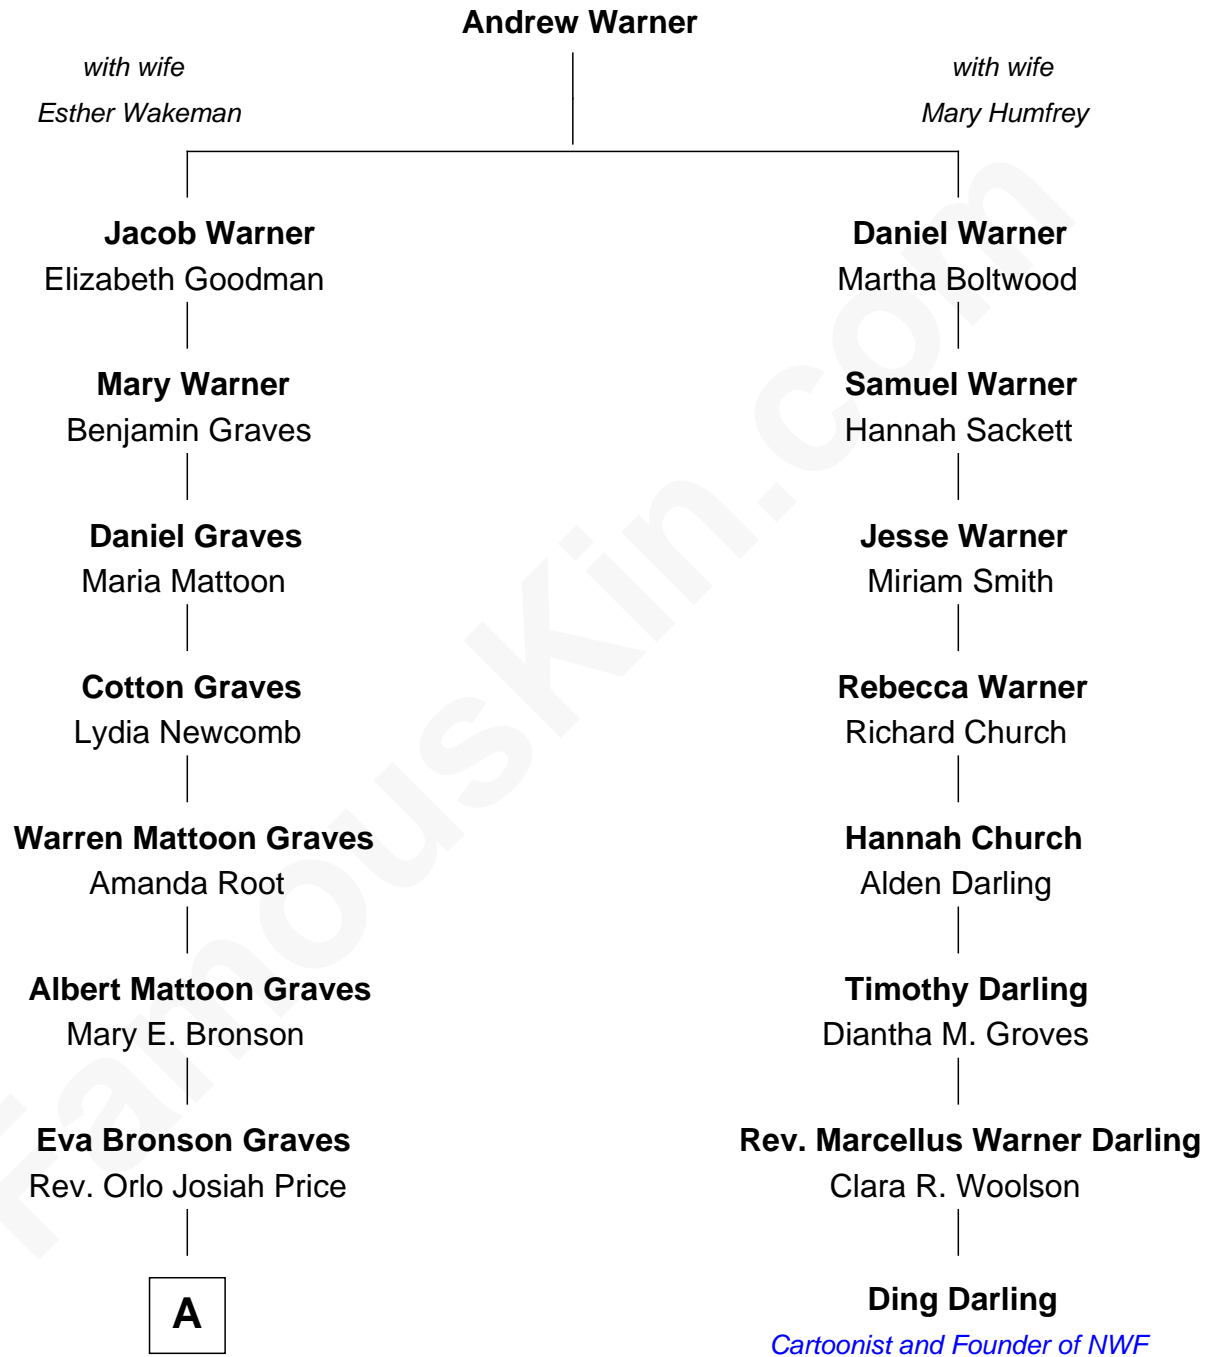 Andrew Warner
with wife
Esther Wakeman
with wife
Mary Humfrey
Jacob Warner
Elizabeth Goodman
Daniel Warner
Martha Boltwood
Mary Warner
Benjamin Graves
Samuel Warner
Hannah Sackett
Daniel Graves
Maria Mattoon
Jesse Warner
Miriam Smith
Cotton Graves
Lydia Newcomb
Rebecca Warner
Richard Church
Warren Mattoon Graves
Amanda Root
Hannah Church
Alden Darling
Albert Mattoon Graves
Mary E. Bronson
Timothy Darling
Diantha M. Groves
Eva Bronson Graves
Rev. Orlo Josiah Price
Rev. Marcellus Warner Darling
Clara R. Woolson
A
Ding Darling
Cartoonist and Founder of NWF
FamousKin.com